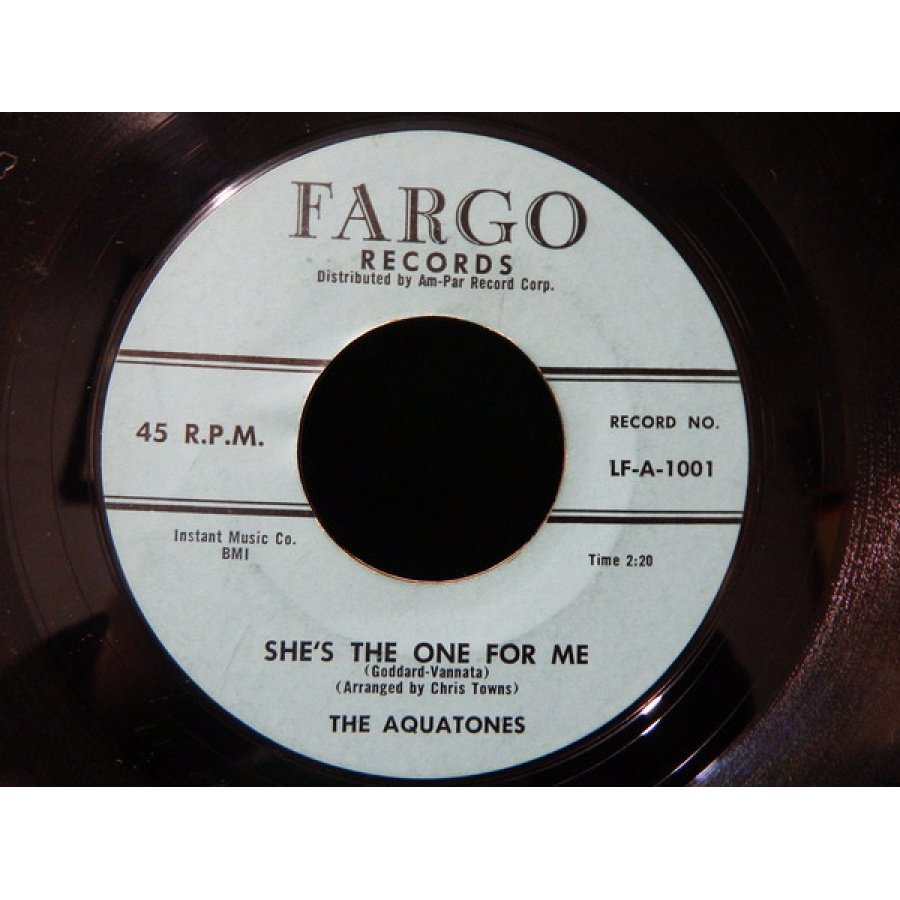 FARGO
RECORDS
Distributed by Am-Par Record Corp.
45 R.P.M.
RECORD NO.
LF-A-1001
Instant Music Co.
BMI
Time 2:20
SHE'S THE ONE FOR ME
(Goddard-Vannata)
(Arranged by Chris Towns)
THE AQUATONES